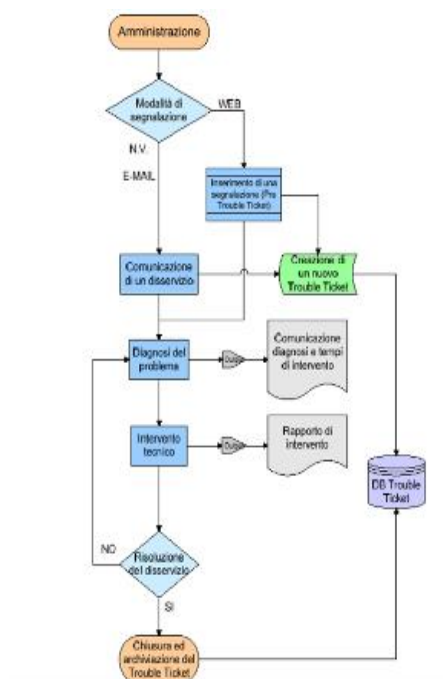 Amministrazione
Modalità di
segnalazione
WEB
N.V.
E-MAIL
Inserimento di una
segnalazione (Pre
Trouble Ticket)
Comunicazione
di un disservizio
Creazione di
un nuovo
Trouble Ticket
Diagnosi del
problema
Output
Comunicazione
diagnosi e tempi
di intervento
Intervento
tecnico
Output
Rapporto di
intervento
DB Trouble
Ticket
NO
Risoluzione
del disservizio
SI
Chiusura ed
archiviazione del
Trouble Ticket